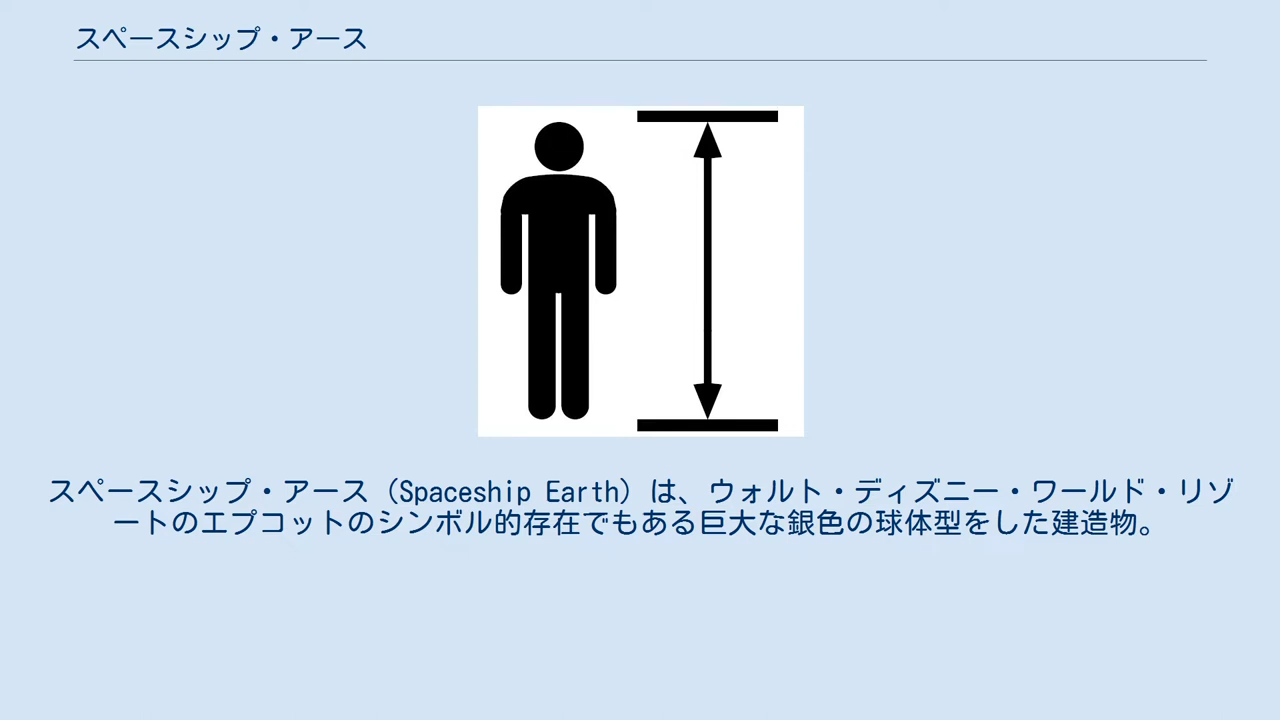 スペースシップ・アース
スペースシップ・アース（Spaceship Earth）は、ウォルト・ディズニー・ワールド・リゾ
ートのエプコットのシンボル的存在でもある巨大な銀色の球体型をした建造物。